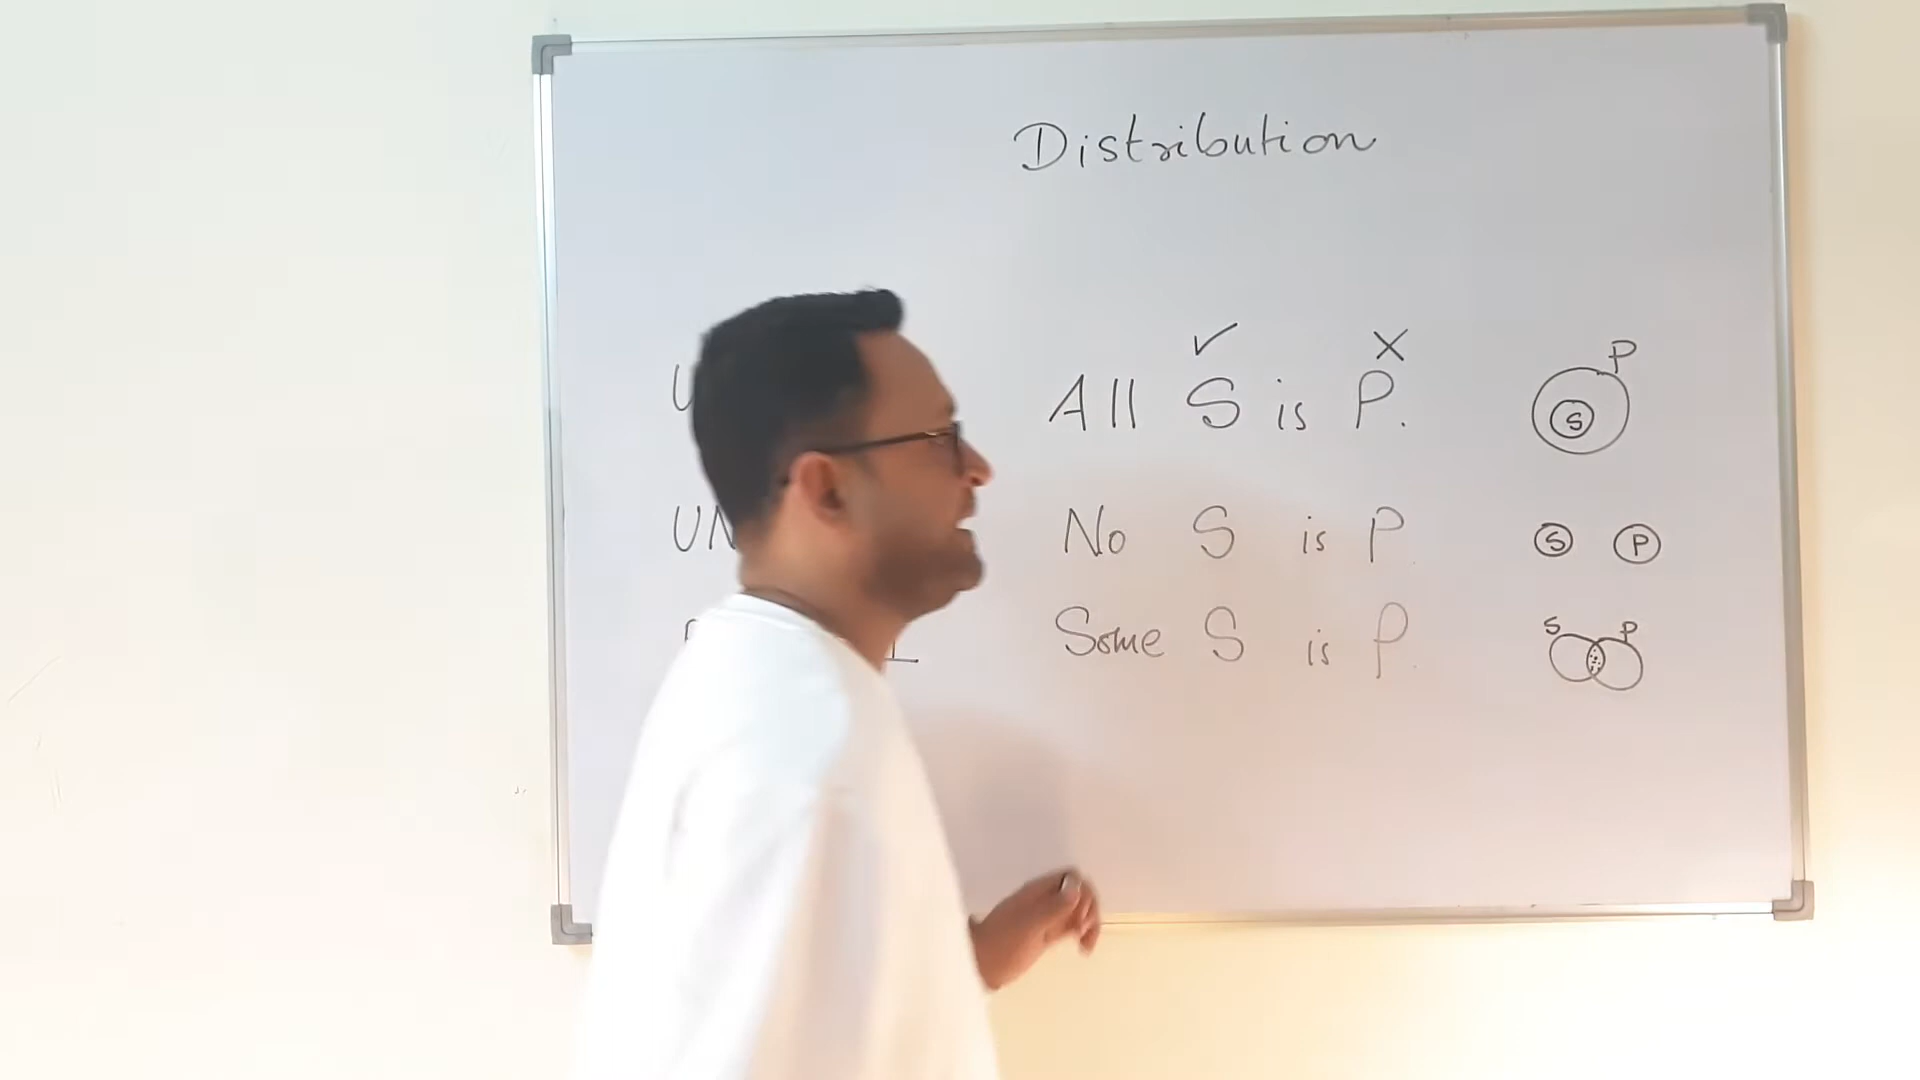 Distribution
✓ ×
All S is P. P S
UN No S is P. S P
Some S is P. S P